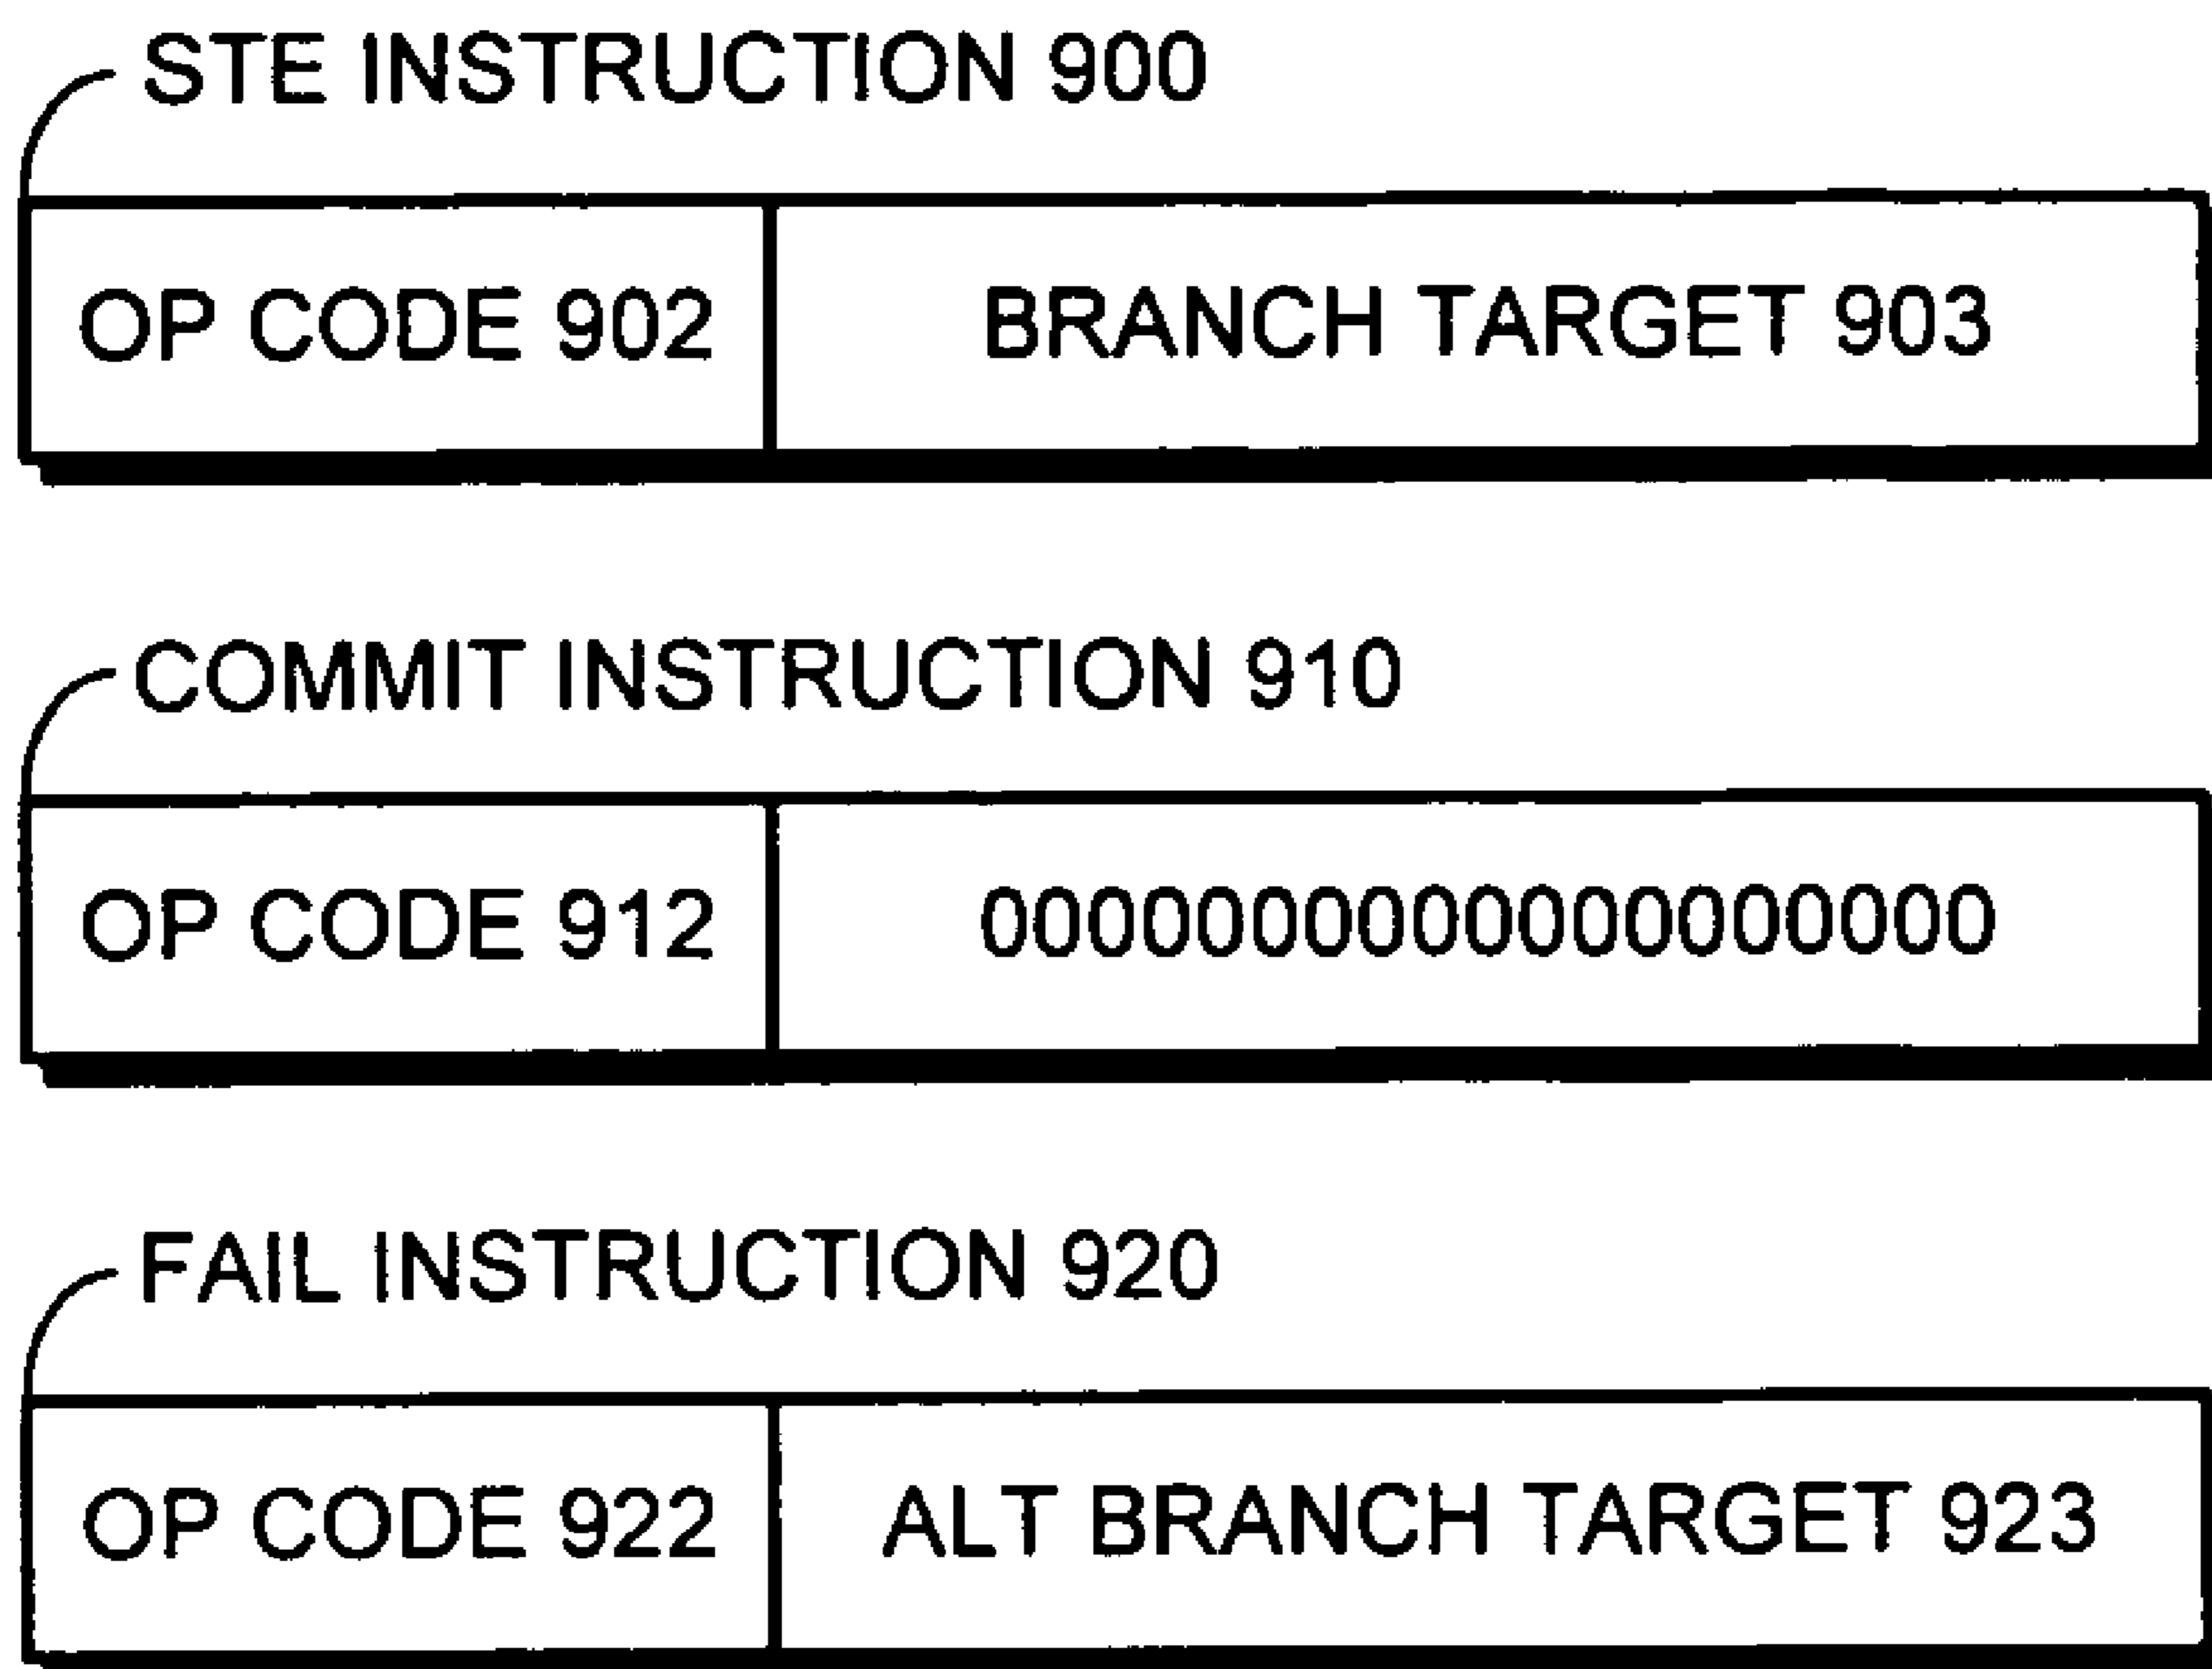 STE INSTRUCTION 900
OP CODE 902 BRANCH TARGET 903
COMMIT INSTRUCTION 910
OP CODE 912 0000000000000000000
FAIL INSTRUCTION 920
OP CODE 922 ALT BRANCH TARGET 923